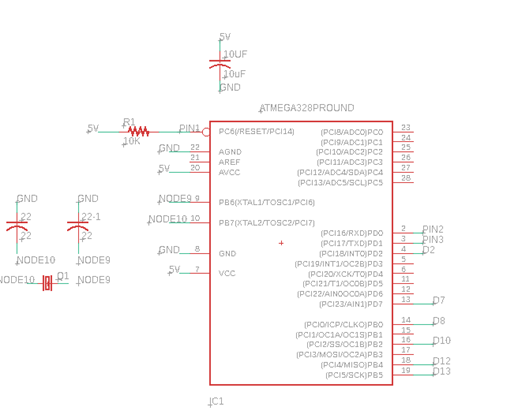 5V
10UF
10uF
GND
ATMEGA328PROUND
5V
R1
10K
PIN1
PC6(/RESET/PCI14)
(PCI8/ADC0)PC0
23
(PCI9/ADC1)PC1
24
GND
22
AGND
(PCI10/ADC2)PC2
25
21
AREF
(PCI11/ADC3)PC3
26
5V
20
AVCC
(PCI12/ADC4/SDA)PC4
27
(PCI13/ADC5/SCL)PC5
28
GND
GND
NODE9
9
PB6(XTAL1/TOSC1/PCI6)
22
22-1
NODE10
10
PB7(XTAL2/TOSC2/PCI7)
22
22
(PCI16/RXD)PD0
2
PIN2
(PCI17/TXD)PD1
3
PIN3
GND
8
GND
(PCI18/INT0)PD2
4
D2
NODE10
NODE9
(PCI19/INT1/OC2B)PD3
5
5V
7
VCC
(PCI20/XCK/T0)PD4
6
NODE10
Q1
NODE9
(PCI21/T1/OC0B)PD5
11
(PCI22/AIN0OC0A)PD6
12
(PCI23/AIN1)PD7
13
D7
(PCI0/ICP/CLKO)PB0
14
D8
(PCI1/OC1A/OC1S)PB1
15
(PCI2/SS/OC1B)PB2
16
D10
(PCI3/MOSI/OC2A)PB3
17
(PCI4/MISO)PB4
18
D12
(PCI5/SCK)PB5
19
D13
IC1